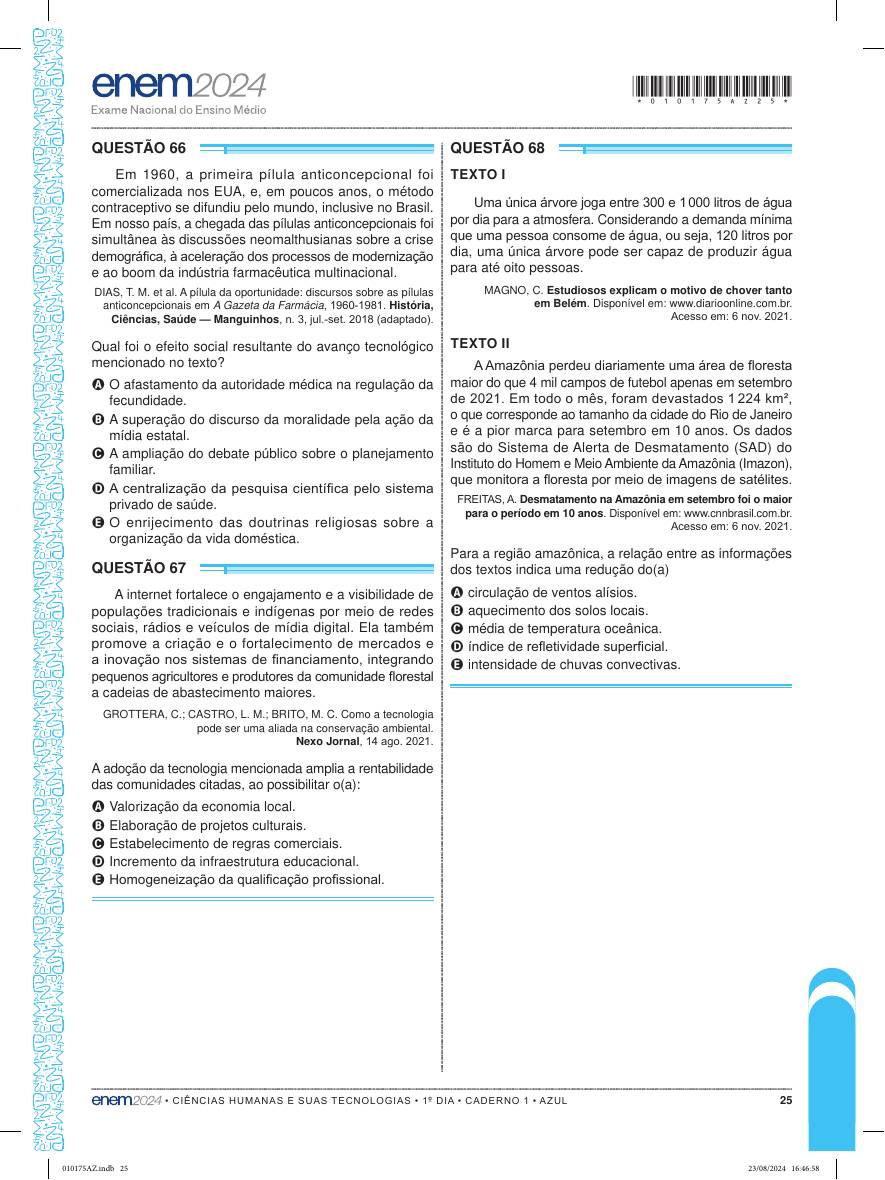 enem2024
Exame Nacional do Ensino Médio
*010175AZ25*
QUESTÃO 66
Em 1960, a primeira pílula anticoncepcional foi
comercializada nos EUA, e, em poucos anos, o método
contraceptivo se difundiu pelo mundo, inclusive no Brasil.
Em nosso país, a chegada das pílulas anticoncepcionais foi
simultânea às discussões neomalthusianas sobre a crise
demográfica, à aceleração dos processos de modernização
e ao boom da indústria farmacêutica multinacional.
DIAS, T. M. et al. A pílula da oportunidade: discursos sobre as pílulas
anticoncepcionais em A Gazeta da Farmácia, 1960-1981. História,
Ciências, Saúde — Manguinhos, n. 3, jul.-set. 2018 (adaptado).
Qual foi o efeito social resultante do avanço tecnológico
mencionado no texto?
A O afastamento da autoridade médica na regulação da
fecundidade.
B A superação do discurso da moralidade pela ação da
mídia estatal.
C A ampliação do debate público sobre o planejamento
familiar.
D A centralização da pesquisa científica pelo sistema
privado de saúde.
E O enrijecimento das doutrinas religiosas sobre a
organização da vida doméstica.
QUESTÃO 67
A internet fortalece o engajamento e a visibilidade de
populações tradicionais e indígenas por meio de redes
sociais, rádios e veículos de mídia digital. Ela também
promove a criação e o fortalecimento de mercados e
a inovação nos sistemas de financiamento, integrando
pequenos agricultores e produtores da comunidade florestal
a cadeias de abastecimento maiores.
GROTTERA, C.; CASTRO, L. M.; BRITO, M. C. Como a tecnologia
pode ser uma aliada na conservação ambiental.
Nexo Jornal, 14 ago. 2021.
A adoção da tecnologia mencionada amplia a rentabilidade
das comunidades citadas, ao possibilitar o(a):
A Valorização da economia local.
B Elaboração de projetos culturais.
C Estabelecimento de regras comerciais.
D Incremento da infraestrutura educacional.
E Homogeneização da qualificação profissional.
QUESTÃO 68
TEXTO I
Uma única árvore joga entre 300 e 1 000 litros de água
por dia para a atmosfera. Considerando a demanda mínima
que uma pessoa consome de água, ou seja, 120 litros por
dia, uma única árvore pode ser capaz de produzir água
para até oito pessoas.
MAGNO, C. Estudiosos explicam o motivo de chover tanto
em Belém. Disponível em: www.diarioonline.com.br.
Acesso em: 6 nov. 2021.
TEXTO II
A Amazônia perdeu diariamente uma área de floresta
maior do que 4 mil campos de futebol apenas em setembro
de 2021. Em todo o mês, foram devastados 1 224 km²,
o que corresponde ao tamanho da cidade do Rio de Janeiro
e é a pior marca para setembro em 10 anos. Os dados
são do Sistema de Alerta de Desmatamento (SAD) do
Instituto do Homem e Meio Ambiente da Amazônia (Imazon),
que monitora a floresta por meio de imagens de satélites.
FREITAS, A. Desmatamento na Amazônia em setembro foi o maior
para o período em 10 anos. Disponível em: www.cnnbrasil.com.br.
Acesso em: 6 nov. 2021.
Para a região amazônica, a relação entre as informações
dos textos indica uma redução do(a)
A circulação de ventos alísios.
B aquecimento dos solos locais.
C média de temperatura oceânica.
D índice de refletividade superficial.
E intensidade de chuvas convectivas.
enem2024 • CIÊNCIAS HUMANAS E SUAS TECNOLOGIAS • 1º DIA • CADERNO 1 • AZUL
25
010175AZ.indb 25
23/08/2024 16:46:58